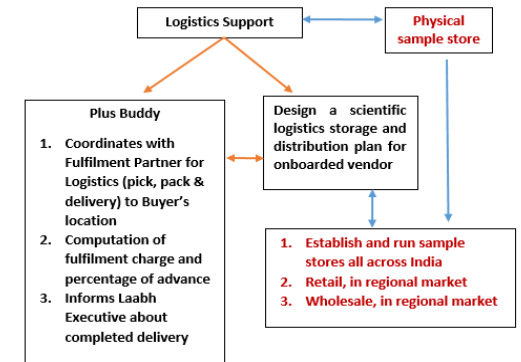 Logistics Support
Physical
sample store
Plus Buddy
1. Coordinates with
Fulfilment Partner for
Logistics (pick, pack &
delivery) to Buyer's
location
2. Computation of
fulfilment charge and
percentage of advance
3. Informs Laabh
Executive about
completed delivery
Design a scientific
logistics storage and
distribution plan for
onboarded vendor
1. Establish and run sample
stores all across India
2. Retail, in regional market
3. Wholesale, in regional market